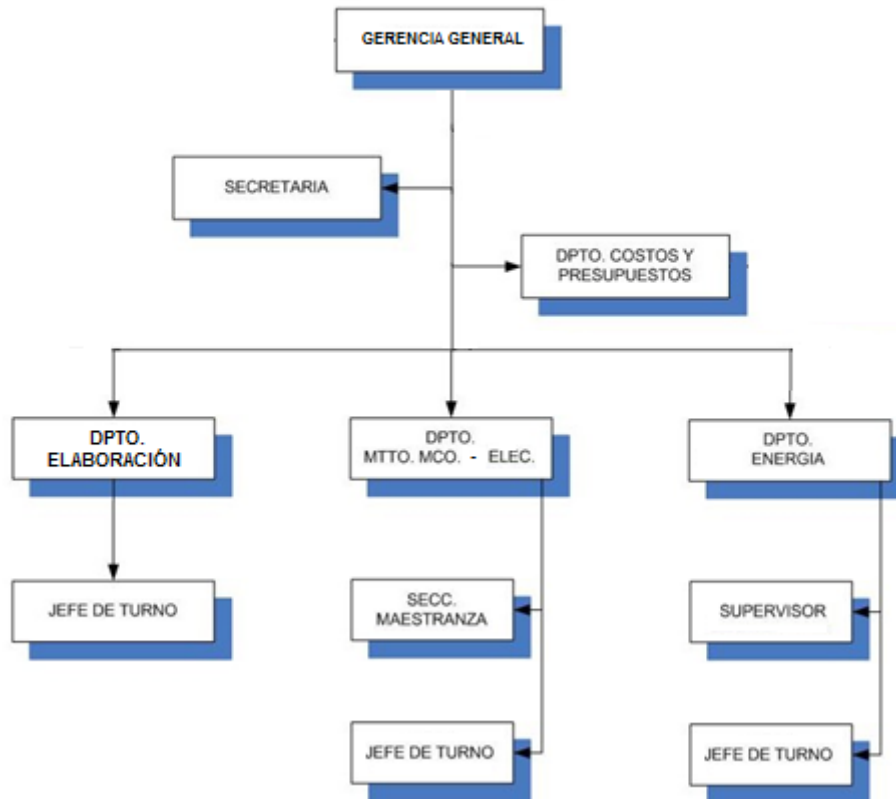 GERENCIA GENERAL
SECRETARIA
DPTO. COSTOS Y
PRESUPUESTOS
DPTO.
ELABORACIÓN
DPTO.
MTTO. MCO. - ELEC.
DPTO.
ENERGIA
JEFE DE TURNO
SECC.
MAESTRANZA
SUPERVISOR
JEFE DE TURNO
JEFE DE TURNO